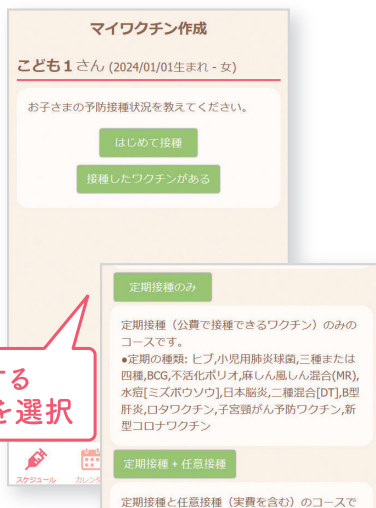 マイワクチン作成
こども1さん (2024/01/01生まれ - 女)
お子さまの予防接種状況を教えてください。
はじめて接種
接種したワクチンがある
定期接種のみ
定期接種（公費で接種できるワクチン）のみの
コースです。
●定期の種類: ヒブ,小児用肺炎球菌,三種または
四種,BCG,不活化ポリオ,麻しん風しん混合(MR),
水痘[ミズボウソウ],日本脳炎,二種混合[DT],B型
肝炎,ロタワクチン,子宮頸がん予防ワクチン,新
型コロナワクチン
定期接種 + 任意接種
定期接種と任意接種（実費を含む）のコースで
する
を選択
スケジュール
カレンダ